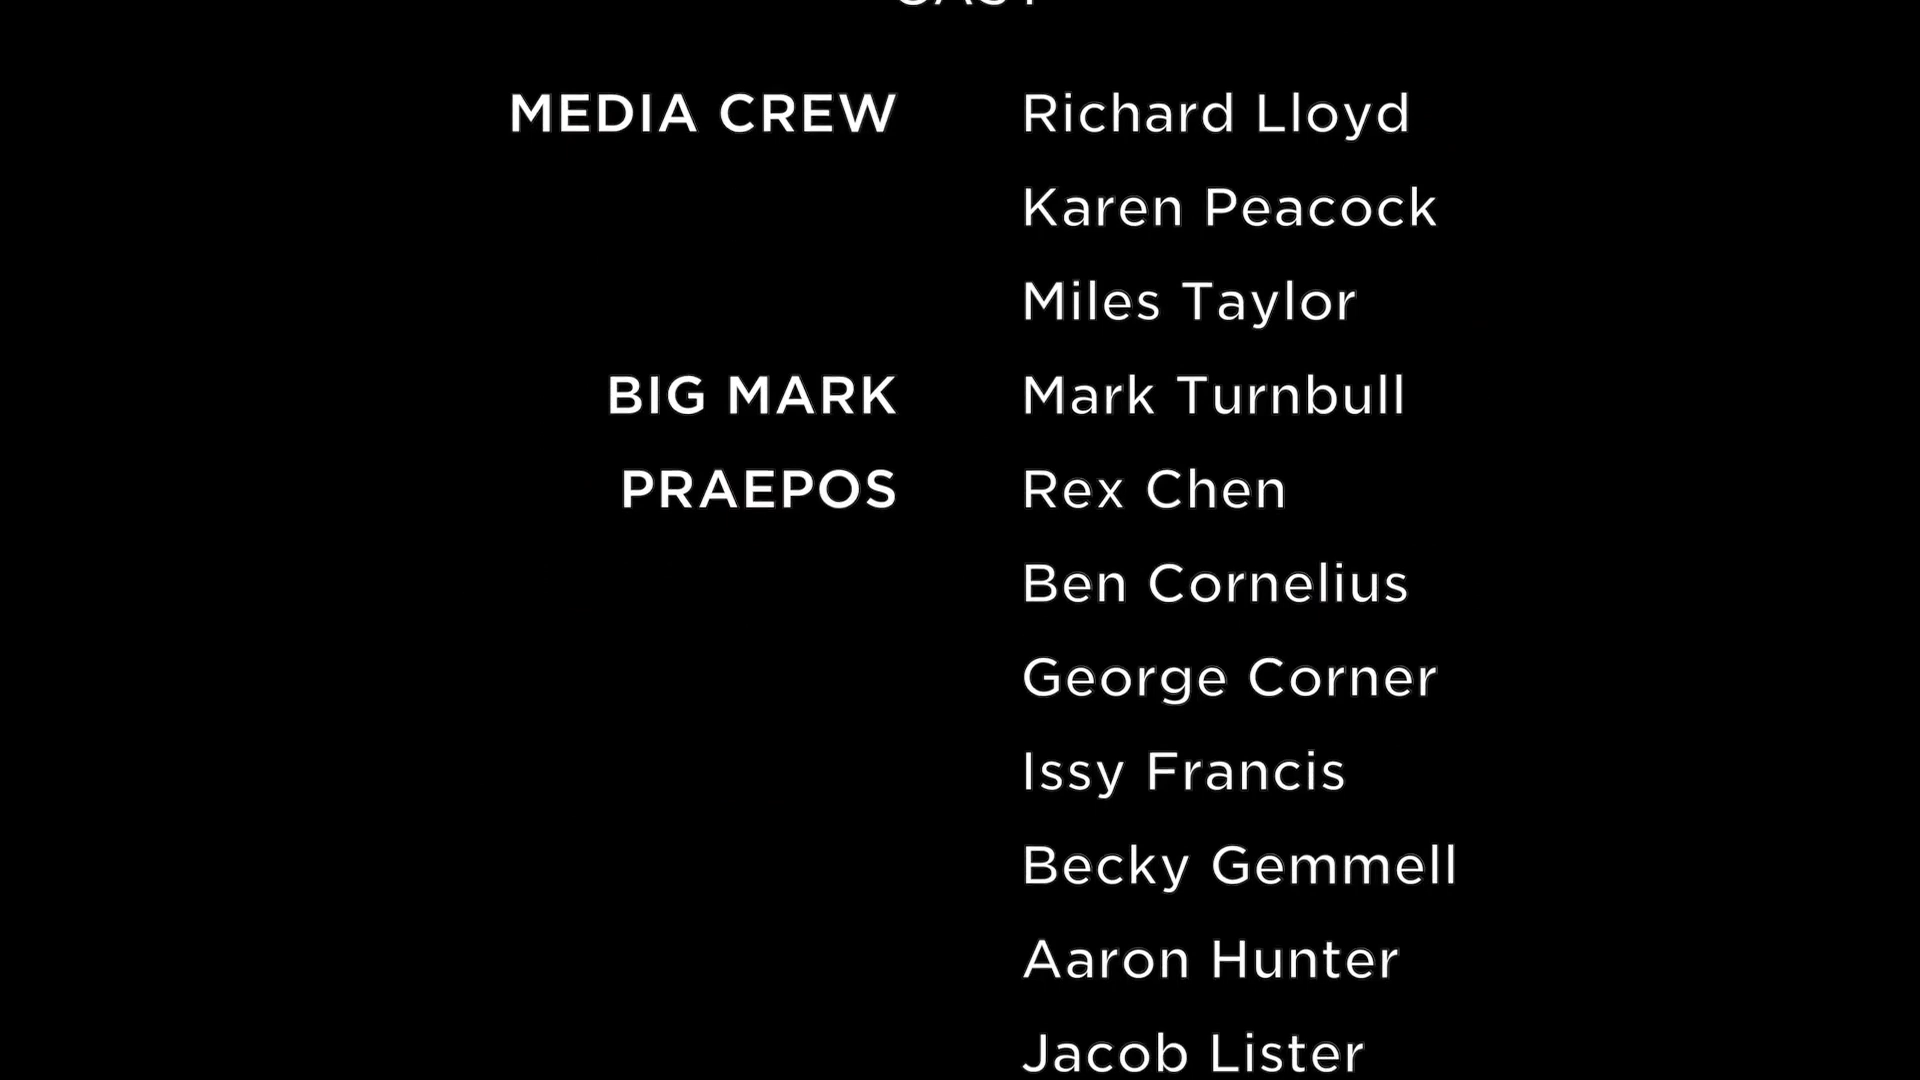 CAST
MEDIA CREW Richard Lloyd
Karen Peacock
Miles Taylor
BIG MARK Mark Turnbull
PRAEPOS Rex Chen
Ben Cornelius
George Corner
Issy Francis
Becky Gemmell
Aaron Hunter
Jacob Lister